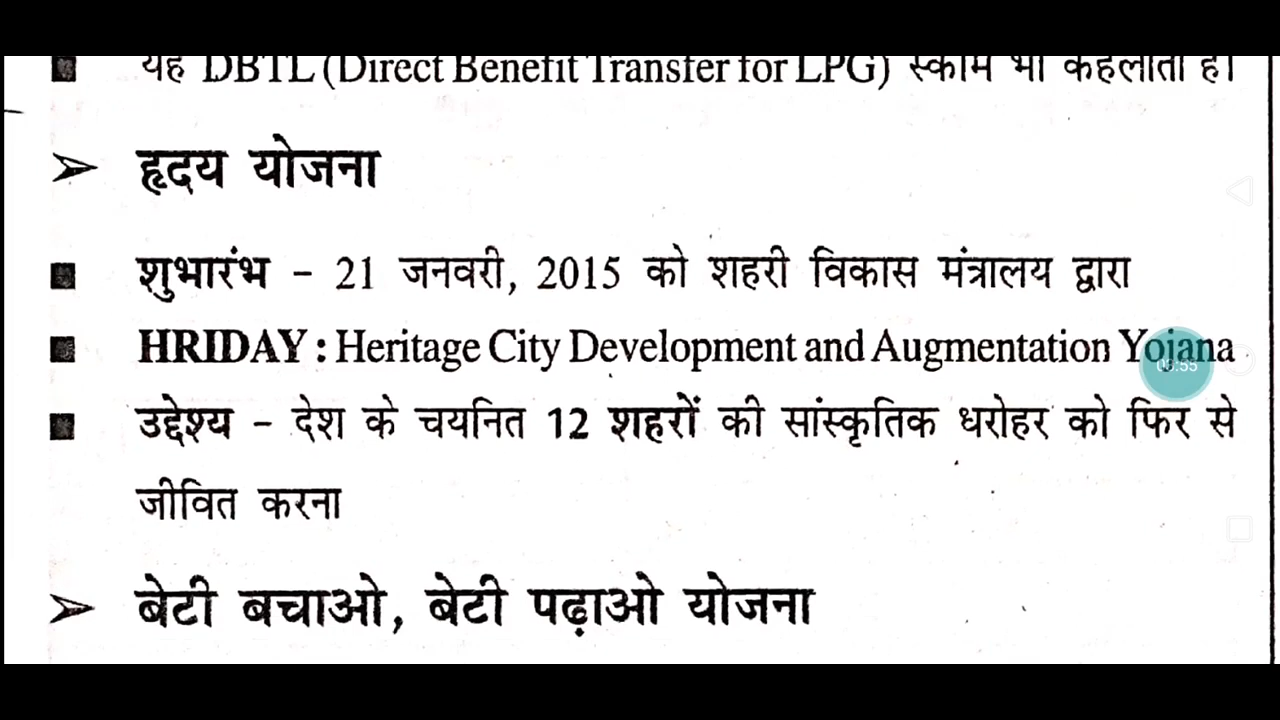 यह DBTL (Direct Benefit Transfer for LPG) स्कीम भी कहलाती है।
➢ हृदय योजना
■ शुभारंभ - 21 जनवरी, 2015 को शहरी विकास मंत्रालय द्वारा
■ HRIDAY : Heritage City Development and Augmentation Yojana
■ उद्देश्य - देश के चयनित 12 शहरों की सांस्कृतिक धरोहर को फिर से
जीवित करना
➢ बेटी बचाओ, बेटी पढ़ाओ योजना